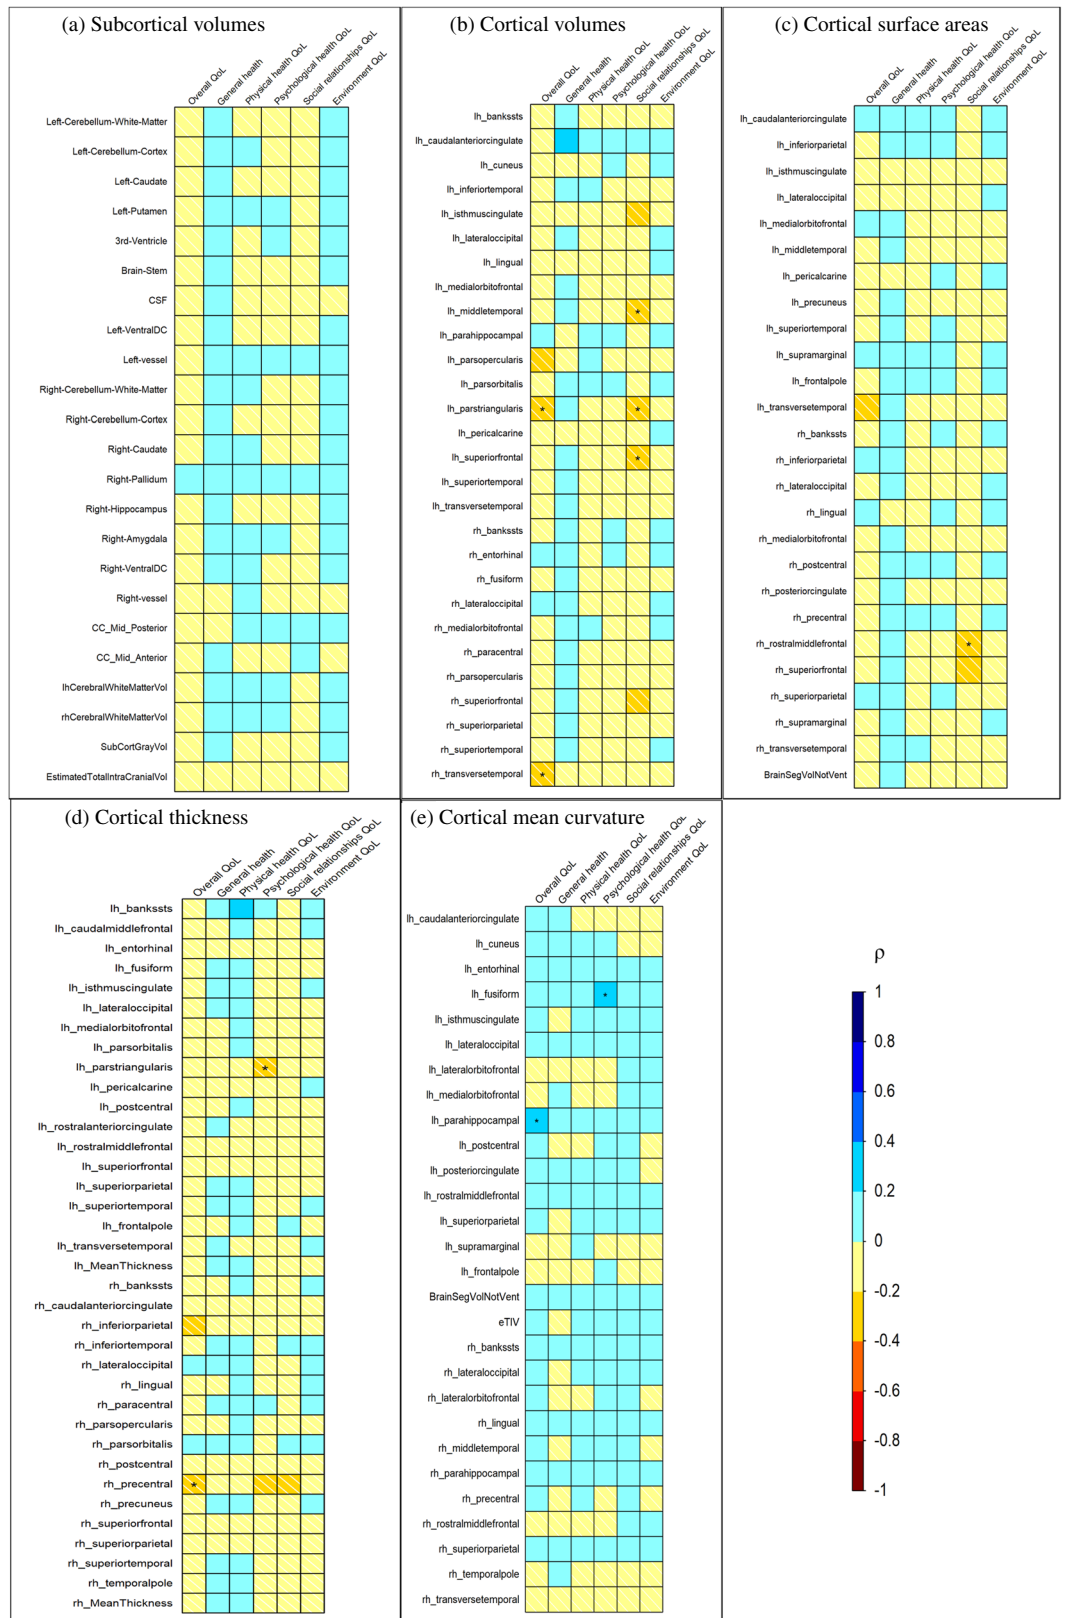 (a) Subcortical volumes
Overall QoL
General health
Physical health QoL
Psychological health QoL
Social relationships QoL
Environment QoL
Left-Cerebellum-White-Matter
Left-Cerebellum-Cortex
Left-Caudate
Left-Putamen
3rd-Ventricle
Brain-Stem
CSF
Left-VentralDC
Left-vessel
Right-Cerebellum-White-Matter
Right-Cerebellum-Cortex
Right-Caudate
Right-Pallidum
Right-Hippocampus
Right-Amygdala
Right-VentralDC
Right-vessel
CC_Mid_Posterior
CC_Mid_Anterior
lhCerebralWhiteMatterVol
rhCerebralWhiteMatterVol
SubCortGrayVol
EstimatedTotalIntraCranialVol
(b) Cortical volumes
Overall QoL
General health
Physical health QoL
Psychological health QoL
Social relationships QoL
Environment QoL
lh_bankssts
lh_caudalanteriorcingulate
lh_cuneus
lh_inferiortemporal
lh_isthmuscingulate
lh_lateraloccipital
lh_lingual
lh_medialorbitofrontal
lh_middletemporal
lh_parahippocampal
lh_parsopercularis
lh_parsorbitalis
lh_parstriangularis
lh_pericalcarine
lh_superiorfrontal
lh_superiortemporal
lh_transversetemporal
rh_bankssts
rh_entorhinal
rh_fusiform
rh_lateraloccipital
rh_medialorbitofrontal
rh_paracentral
rh_parsopercularis
rh_superiorfrontal
rh_superiorparietal
rh_superiortemporal
rh_transversetemporal
(c) Cortical surface areas
Overall QoL
General health
Physical health QoL
Psychological health QoL
Social relationships QoL
Environment QoL
lh_caudalanteriorcingulate
lh_inferiorparietal
lh_isthmuscingulate
lh_lateraloccipital
lh_medialorbitofrontal
lh_middletemporal
lh_pericalcarine
lh_precuneus
lh_superiortemporal
lh_supramarginal
lh_frontalpole
lh_transversetemporal
rh_bankssts
rh_inferiorparietal
rh_lateraloccipital
rh_lingual
rh_medialorbitofrontal
rh_postcentral
rh_posteriorcingulate
rh_precentral
rh_rostralmiddlefrontal
rh_superiorfrontal
rh_superiorparietal
rh_supramarginal
rh_transversetemporal
BrainSegVolNotVent
(d) Cortical thickness
Overall QoL
General health
Physical health QoL
Psychological health QoL
Social relationships QoL
Environment QoL
lh_bankssts
lh_caudalmiddlefrontal
lh_entorhinal
lh_fusiform
lh_isthmuscingulate
lh_lateraloccipital
lh_medialorbitofrontal
lh_parsorbitalis
lh_parstriangularis
lh_pericalcarine
lh_postcentral
lh_rostralanteriorcingulate
lh_rostralmiddlefrontal
lh_superiorfrontal
lh_superiorparietal
lh_superiortemporal
lh_frontalpole
lh_transversetemporal
lh_MeanThickness
rh_bankssts
rh_caudalanteriorcingulate
rh_inferiorparietal
rh_inferiortemporal
rh_lateraloccipital
rh_lingual
rh_paracentral
rh_parsopercularis
rh_parsorbitalis
rh_postcentral
rh_precentral
rh_precuneus
rh_superiorfrontal
rh_superiorparietal
rh_superiortemporal
rh_temporalpole
rh_MeanThickness
(e) Cortical mean curvature
Overall QoL
General health
Physical health QoL
Psychological health QoL
Social relationships QoL
Environment QoL
lh_caudalanteriorcingulate
lh_cuneus
lh_entorhinal
lh_fusiform
lh_isthmuscingulate
lh_lateraloccipital
lh_lateralorbitofrontal
lh_medialorbitofrontal
lh_parahippocampal
lh_postcentral
lh_posteriorcingulate
lh_rostralmiddlefrontal
lh_superiorparietal
lh_supramarginal
lh_frontalpole
BrainSegVolNotVent
eTIV
rh_bankssts
rh_lateraloccipital
rh_lateralorbitofrontal
rh_lingual
rh_middletemporal
rh_parahippocampal
rh_precentral
rh_rostralmiddlefrontal
rh_superiorparietal
rh_temporalpole
rh_transversetemporal
ρ
1
0.8
0.6
0.4
0.2
0
-0.2
-0.4
-0.6
-0.8
-1